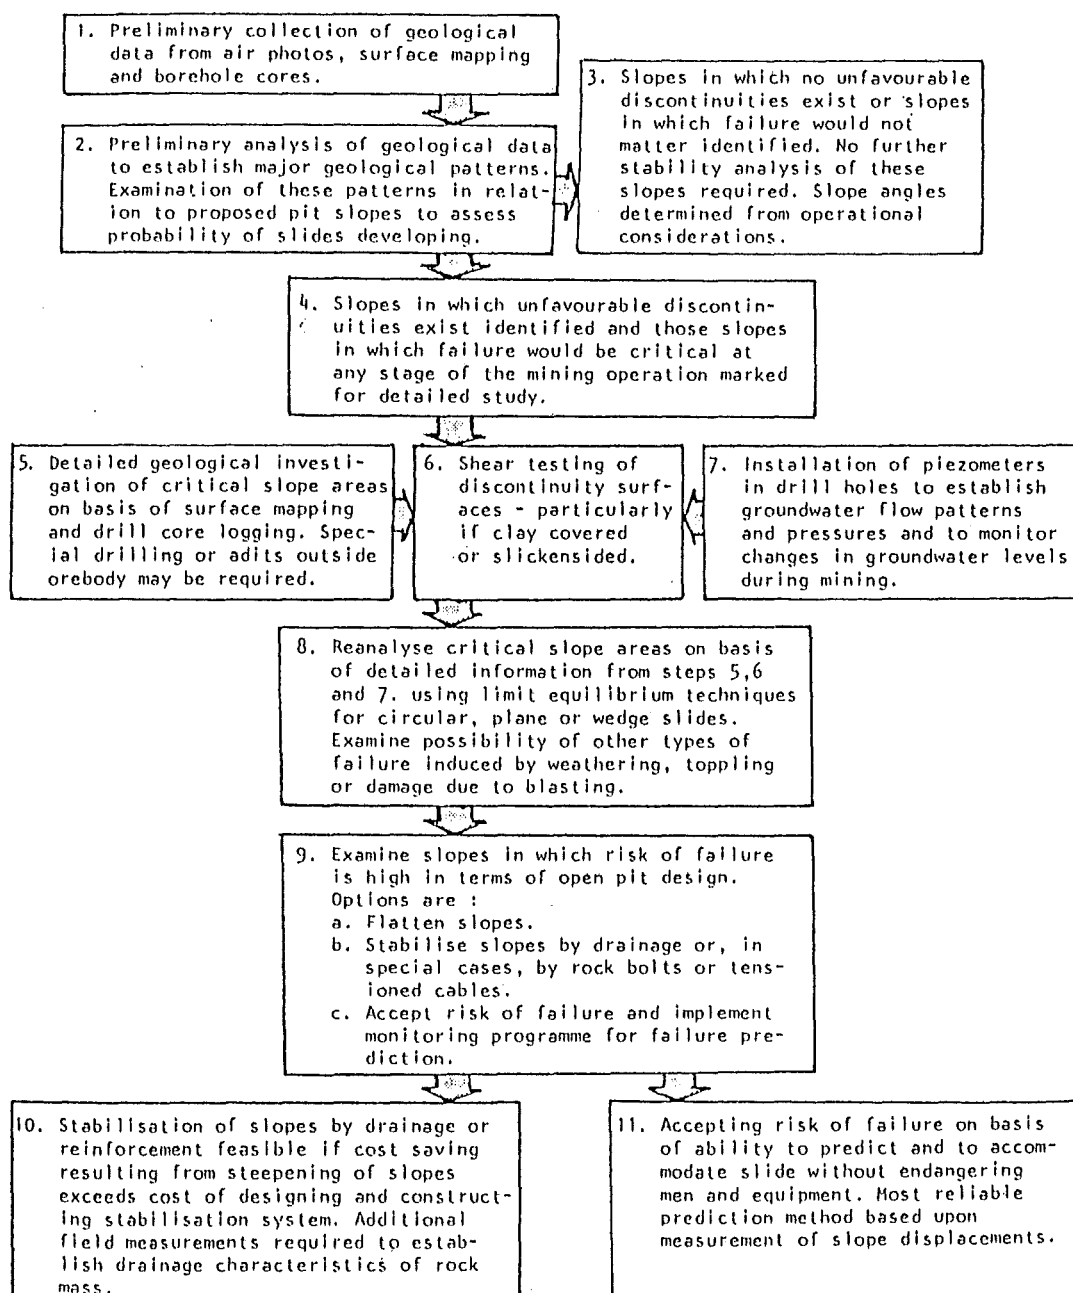 1. Preliminary collection of geological
data from air photos, surface mapping
and borehole cores.
2. Preliminary analysis of geological data
to establish major geological patterns.
Examination of these patterns in relat-
ion to proposed pit slopes to assess
probability of slides developing.
3. Slopes in which no unfavourable
discontinuities exist or slopes
in which failure would not
matter identified. No further
stability analysis of these
slopes required. Slope angles
determined from operational
considerations.
4. Slopes in which unfavourable discontin-
uities exist identified and those slopes
in which failure would be critical at
any stage of the mining operation marked
for detailed study.
5. Detailed geological investi-
gation of critical slope areas
on basis of surface mapping
and drill core logging. Spec-
ial drilling or adits outside
orebody may be required.
6. Shear testing of
discontinuity surf-
aces - particularly
if clay covered
or slickensided.
7. Installation of piezometers
in drill holes to establish
groundwater flow patterns
and pressures and to monitor
changes in groundwater levels
during mining.
8. Reanalyse critical slope areas on basis
of detailed information from steps 5,6
and 7. using limit equilibrium techniques
for circular, plane or wedge slides.
Examine possibility of other types of
failure induced by weathering, toppling
or damage due to blasting.
9. Examine slopes in which risk of failure
is high in terms of open pit design.
Options are :
a. Flatten slopes.
b. Stabilise slopes by drainage or, in
special cases, by rock bolts or tens-
ioned cables.
c. Accept risk of failure and implement
monitoring programme for failure pre-
diction.
10. Stabilisation of slopes by drainage or
reinforcement feasible if cost saving
resulting from steepening of slopes
exceeds cost of designing and construct-
ing stabilisation system. Additional
field measurements required to estab-
lish drainage characteristics of rock
mass.
11. Accepting risk of failure on basis
of ability to predict and to accom-
modate slide without endangering
men and equipment. Most reliable
prediction method based upon
measurement of slope displacements.